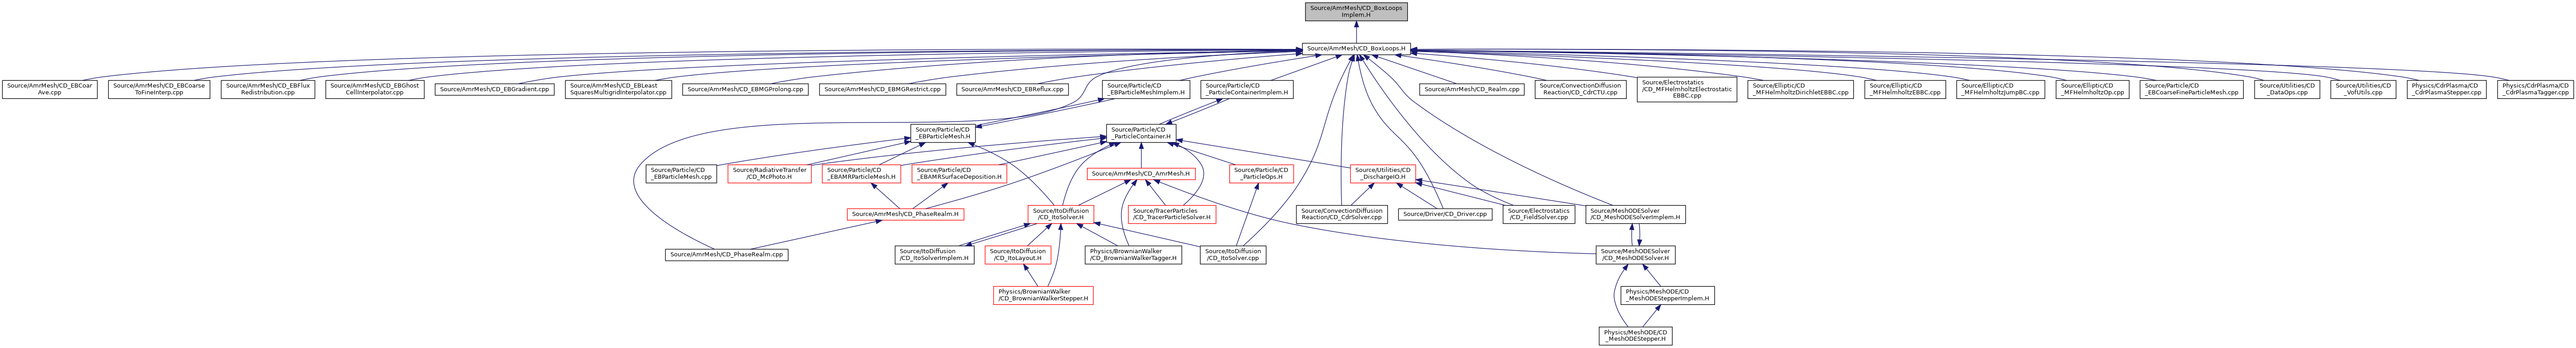 Source/AmrMesh/CD_BoxLoops
Implem.H
Source/AmrMesh/CD_BoxLoops.H
Source/AmrMesh/CD_EBCoar
Ave.cpp
Source/AmrMesh/CD_EBCoarse
ToFineInterp.cpp
Source/AmrMesh/CD_EBFlux
Redistribution.cpp
Source/AmrMesh/CD_EBGhost
CellInterpolator.cpp
Source/AmrMesh/CD_EBGradient.cpp
Source/AmrMesh/CD_EBLeast
SquaresMultigridInterpolator.cpp
Source/AmrMesh/CD_EBMGProlong.cpp
Source/AmrMesh/CD_EBMGRestrict.cpp
Source/AmrMesh/CD_EBReflux.cpp
Source/Particle/CD
_EBParticleMeshImplem.H
Source/Particle/CD
_ParticleContainerImplem.H
Source/AmrMesh/CD_Realm.cpp
Source/ConvectionDiffusion
Reaction/CD_CdrCTU.cpp
Source/Electrostatics
/CD_MFHelmholtzElectrostatic
EBBC.cpp
Source/Elliptic/CD
_MFHelmholtzDirichletEBBC.cpp
Source/Elliptic/CD
_MFHelmholtzEBBC.cpp
Source/Elliptic/CD
_MFHelmholtzJumpBC.cpp
Source/Elliptic/CD
_MFHelmholtzOp.cpp
Source/Particle/CD
_EBCoarseFineParticleMesh.cpp
Source/Utilities/CD
_DataOps.cpp
Source/Utilities/CD
_VofUtils.cpp
Physics/CdrPlasma/CD
_CdrPlasmaStepper.cpp
Physics/CdrPlasma/CD
_CdrPlasmaTagger.cpp
Source/Particle/CD
_EBParticleMesh.H
Source/Particle/CD
_ParticleContainer.H
Source/Particle/CD
_EBParticleMesh.cpp
Source/RadiativeTransfer
/CD_McPhoto.H
Source/Particle/CD
_EBAMRParticleMesh.H
Source/Particle/CD
_EBAMRSurfaceDeposition.H
Source/AmrMesh/CD_AmrMesh.H
Source/Particle/CD
_ParticleOps.H
Source/Utilities/CD
_DischargeIO.H
Source/AmrMesh/CD_PhaseRealm.H
Source/ItoDiffusion
/CD_ItoSolver.H
Source/TracerParticles
/CD_TracerParticleSolver.H
Source/ConvectionDiffusion
Reaction/CD_CdrSolver.cpp
Source/Driver/CD_Driver.cpp
Source/Electrostatics
/CD_FieldSolver.cpp
Source/MeshODESolver
/CD_MeshODESolverImplem.H
Source/AmrMesh/CD_PhaseRealm.cpp
Source/ItoDiffusion
/CD_ItoSolverImplem.H
Source/ItoDiffusion
/CD_ItoLayout.H
Physics/BrownianWalker
/CD_BrownianWalkerTagger.H
Source/ItoDiffusion
/CD_ItoSolver.cpp
Source/MeshODESolver
/CD_MeshODESolver.H
Physics/BrownianWalker
/CD_BrownianWalkerStepper.H
Physics/MeshODE/CD
_MeshODEStepperImplem.H
Physics/MeshODE/CD
_MeshODEStepper.H